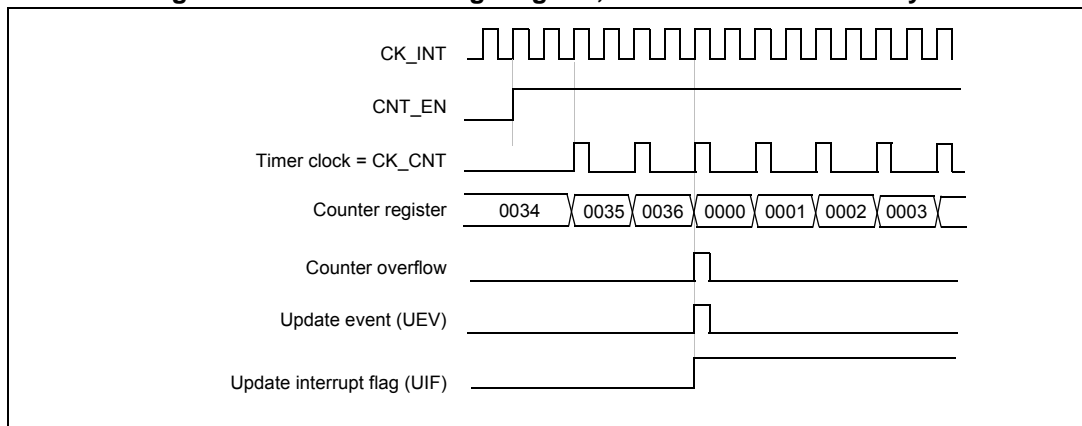 CK_INT
CNT_EN
Timer clock = CK_CNT
Counter register 0034 0035 0036 0000 0001 0002 0003
Counter overflow
Update event (UEV)
Update interrupt flag (UIF)